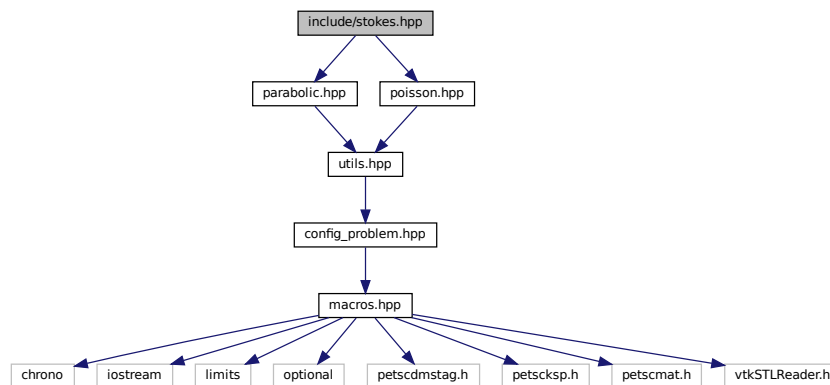 include/stokes.hpp
parabolic.hpp
poisson.hpp
utils.hpp
config_problem.hpp
macros.hpp
chrono
iostream
limits
optional
petscdmstag.h
petscksp.h
petscmat.h
vtkSTLReader.h